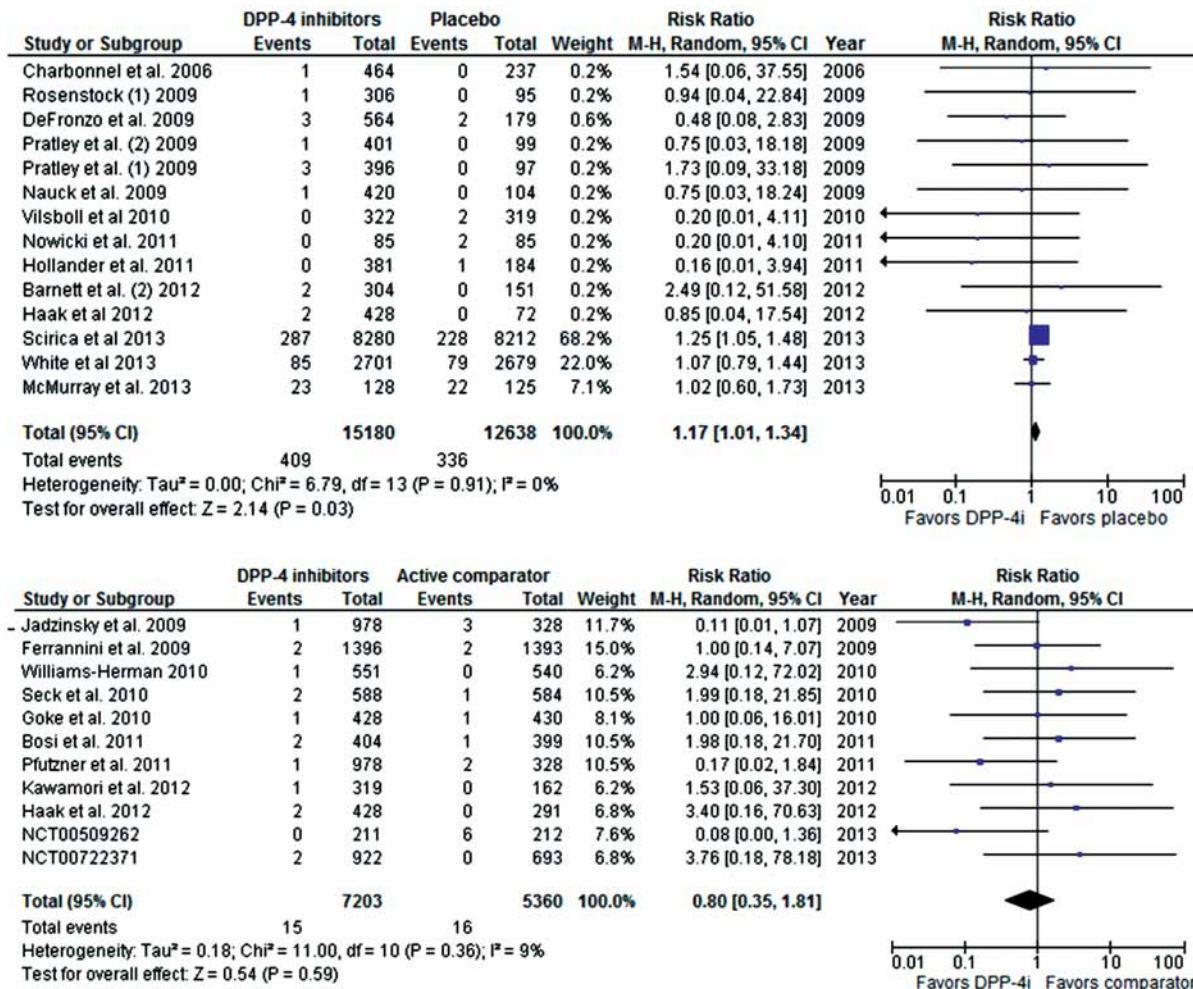 DPP-4 inhibitors Placebo Risk Ratio Risk Ratio
Study or Subgroup Events Total Events Total Weight M-H, Random, 95% CI Year M-H, Random, 95% CI
Charbonnel et al. 2006 1 464 0 237 0.2% 1.54 [0.06, 37.55] 2006
Rosenstock (1) 2009 1 306 0 95 0.2% 0.94 [0.04, 22.84] 2009
DeFronzo et al. 2009 3 564 2 179 0.6% 0.48 [0.08, 2.83] 2009
Pratley et al. (2) 2009 1 401 0 99 0.2% 0.75 [0.03, 18.18] 2009
Pratley et al. (1) 2009 3 396 0 97 0.2% 1.73 [0.09, 33.18] 2009
Nauck et al. 2009 1 420 0 104 0.2% 0.75 [0.03, 18.24] 2009
Vilsboll et al 2010 0 322 2 319 0.2% 0.20 [0.01, 4.11] 2010
Nowicki et al. 2011 0 85 2 85 0.2% 0.20 [0.01, 4.10] 2011
Hollander et al. 2011 0 381 1 184 0.2% 0.16 [0.01, 3.94] 2011
Barnett et al. (2) 2012 2 304 0 151 0.2% 2.49 [0.12, 51.58] 2012
Haak et al 2012 2 428 0 72 0.2% 0.85 [0.04, 17.54] 2012
Scirica et al 2013 287 8280 228 8212 68.2% 1.25 [1.05, 1.48] 2013
White et al 2013 85 2701 79 2679 22.0% 1.07 [0.79, 1.44] 2013
McMurray et al. 2013 23 128 22 125 7.1% 1.02 [0.60, 1.73] 2013
Total (95% CI) 15180 12638 100.0% 1.17 [1.01, 1.34]
Total events 409 336
Heterogeneity: Tau² = 0.00; Chi² = 6.79, df = 13 (P = 0.91); I² = 0%
Test for overall effect: Z = 2.14 (P = 0.03)
0.01 0.1 1 10 100
Favors DPP-4i Favors placebo
DPP-4 inhibitors Active comparator Risk Ratio Risk Ratio
Study or Subgroup Events Total Events Total Weight M-H, Random, 95% CI Year M-H, Random, 95% CI
Jadzinsky et al. 2009 1 978 3 328 11.7% 0.11 [0.01, 1.07] 2009
Ferrannini et al. 2009 2 1396 2 1393 15.0% 1.00 [0.14, 7.07] 2009
Williams-Herman 2010 1 551 0 540 6.2% 2.94 [0.12, 72.02] 2010
Seck et al. 2010 2 588 1 584 10.5% 1.99 [0.18, 21.85] 2010
Goke et al. 2010 1 428 1 430 8.1% 1.00 [0.06, 16.01] 2010
Bosi et al. 2011 2 404 1 399 10.5% 1.98 [0.18, 21.70] 2011
Pfutzner et al. 2011 1 978 2 328 10.5% 0.17 [0.02, 1.84] 2011
Kawamori et al. 2012 1 319 0 162 6.2% 1.53 [0.06, 37.30] 2012
Haak et al. 2012 2 428 0 291 6.8% 3.40 [0.16, 70.63] 2012
NCT00509262 0 211 6 212 7.6% 0.08 [0.00, 1.36] 2013
NCT00722371 2 922 0 693 6.8% 3.76 [0.18, 78.18] 2013
Total (95% CI) 7203 5360 100.0% 0.80 [0.35, 1.81]
Total events 15 16
Heterogeneity: Tau² = 0.18; Chi² = 11.00, df = 10 (P = 0.36); I² = 9%
Test for overall effect: Z = 0.54 (P = 0.59)
0.01 0.1 1 10 100
Favors DPP-4i Favors comparator